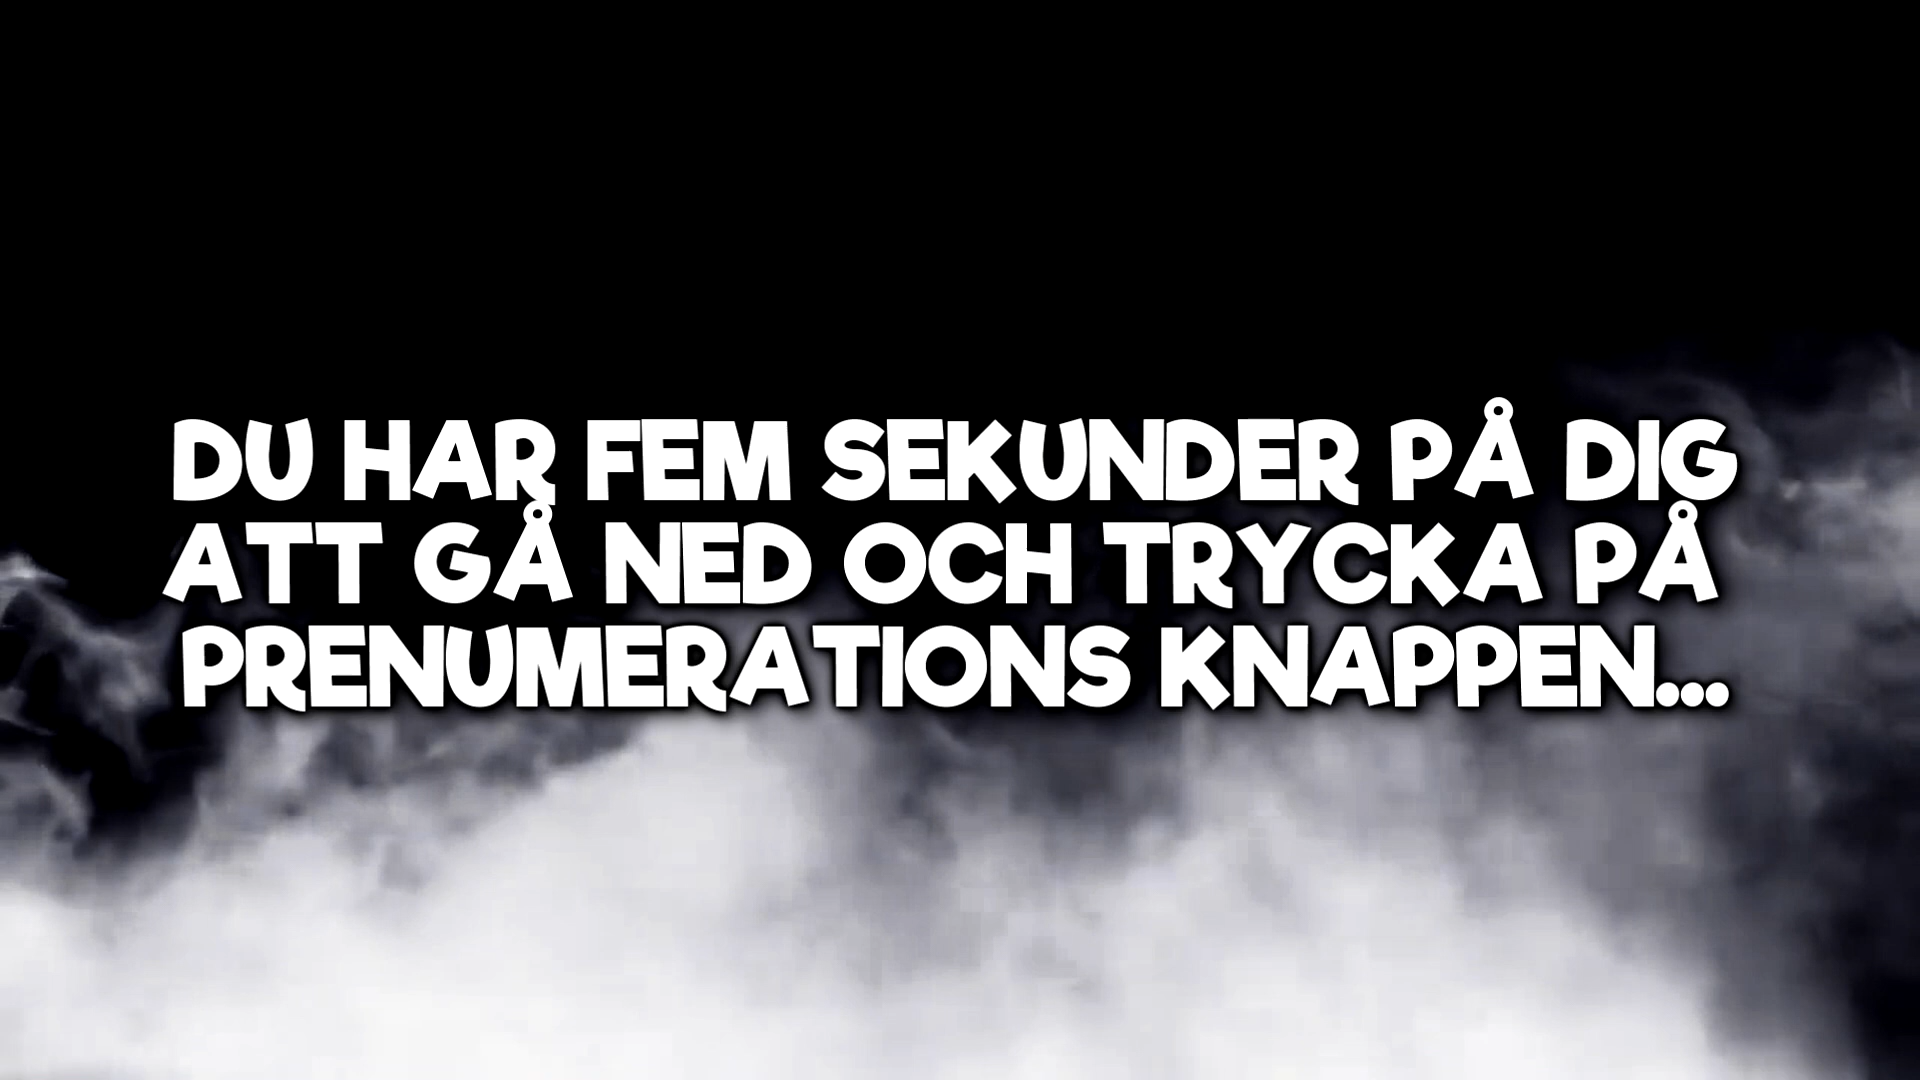 DU HAR FEM SEKUNDER PÅ DIG
ATT GÅ NED OCH TRYCKA PÅ
PRENUMERATIONS KNAPPEN...